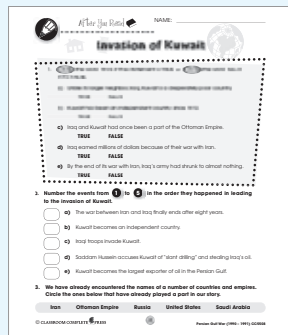 After You Read
NAME:
Invasion of Kuwait
1.
a)
TRUE FALSE
b)
TRUE FALSE
c) Iraq and Kuwait had once been a part of the Ottoman Empire.
TRUE FALSE
d) Iraq earned millions of dollars because of their war with Iran.
TRUE FALSE
e) By the end of its war with Iran, Iraq's army had shrunk to almost nothing.
TRUE FALSE
2. Number the events from 1 to 5 in the order they happened in leading
to the invasion of Kuwait.
a) The war between Iran and Iraq finally ends after eight years.
b) Kuwait becomes an independent country.
c) Iraqi troops invade Kuwait.
d) Saddam Hussein accuses Kuwait of "slant drilling" and stealing Iraq's oil.
e) Kuwait becomes the largest exporter of oil in the Persian Gulf.
3. We have already encountered the names of a number of countries and empires.
Circle the ones below that have already played a part in our story.
Iran Ottoman Empire Russia United States Saudi Arabia
© CLASSROOM COMPLETE PRESS
Persian Gulf War (1990 – 1991) CC5508